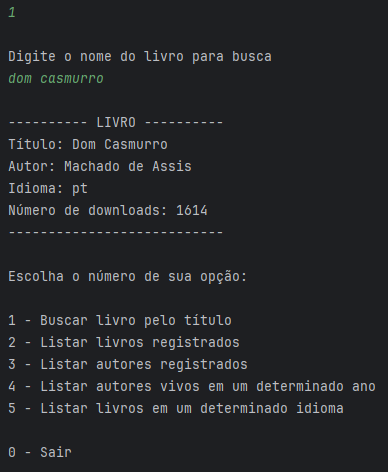 1
Digite o nome do livro para busca
dom casmurro
---------- LIVRO ----------
Título: Dom Casmurro
Autor: Machado de Assis
Idioma: pt
Número de downloads: 1614
---------------------------
Escolha o número de sua opção:
1 - Buscar livro pelo título
2 - Listar livros registrados
3 - Listar autores registrados
4 - Listar autores vivos em um determinado ano
5 - Listar livros em um determinado idioma
0 - Sair